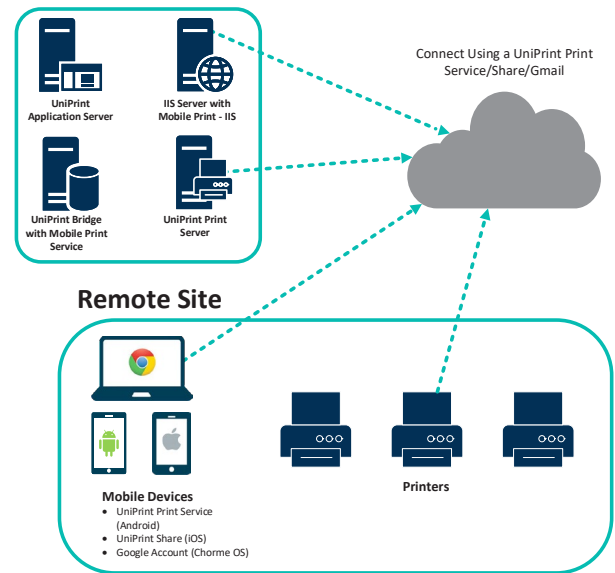 Connect Using a UniPrint Print
Service/Share/Gmail
UniPrint
Application Server
IIS Server with
Mobile Print - IIS
UniPrint Bridge
with Mobile Print
Service
UniPrint Print
Server
Remote Site
Mobile Devices
• UniPrint Print Service
(Android)
• UniPrint Share (iOS)
• Google Account (Chorme OS)
Printers